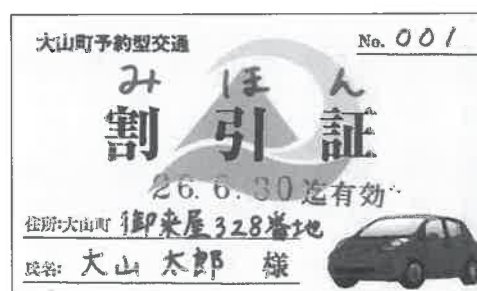 大山町予約型交通 No. 001
みほん
割引証
26. 6. 30 迄有効
住所:大山町 御来屋328番地
氏名: 大山 太郎 様